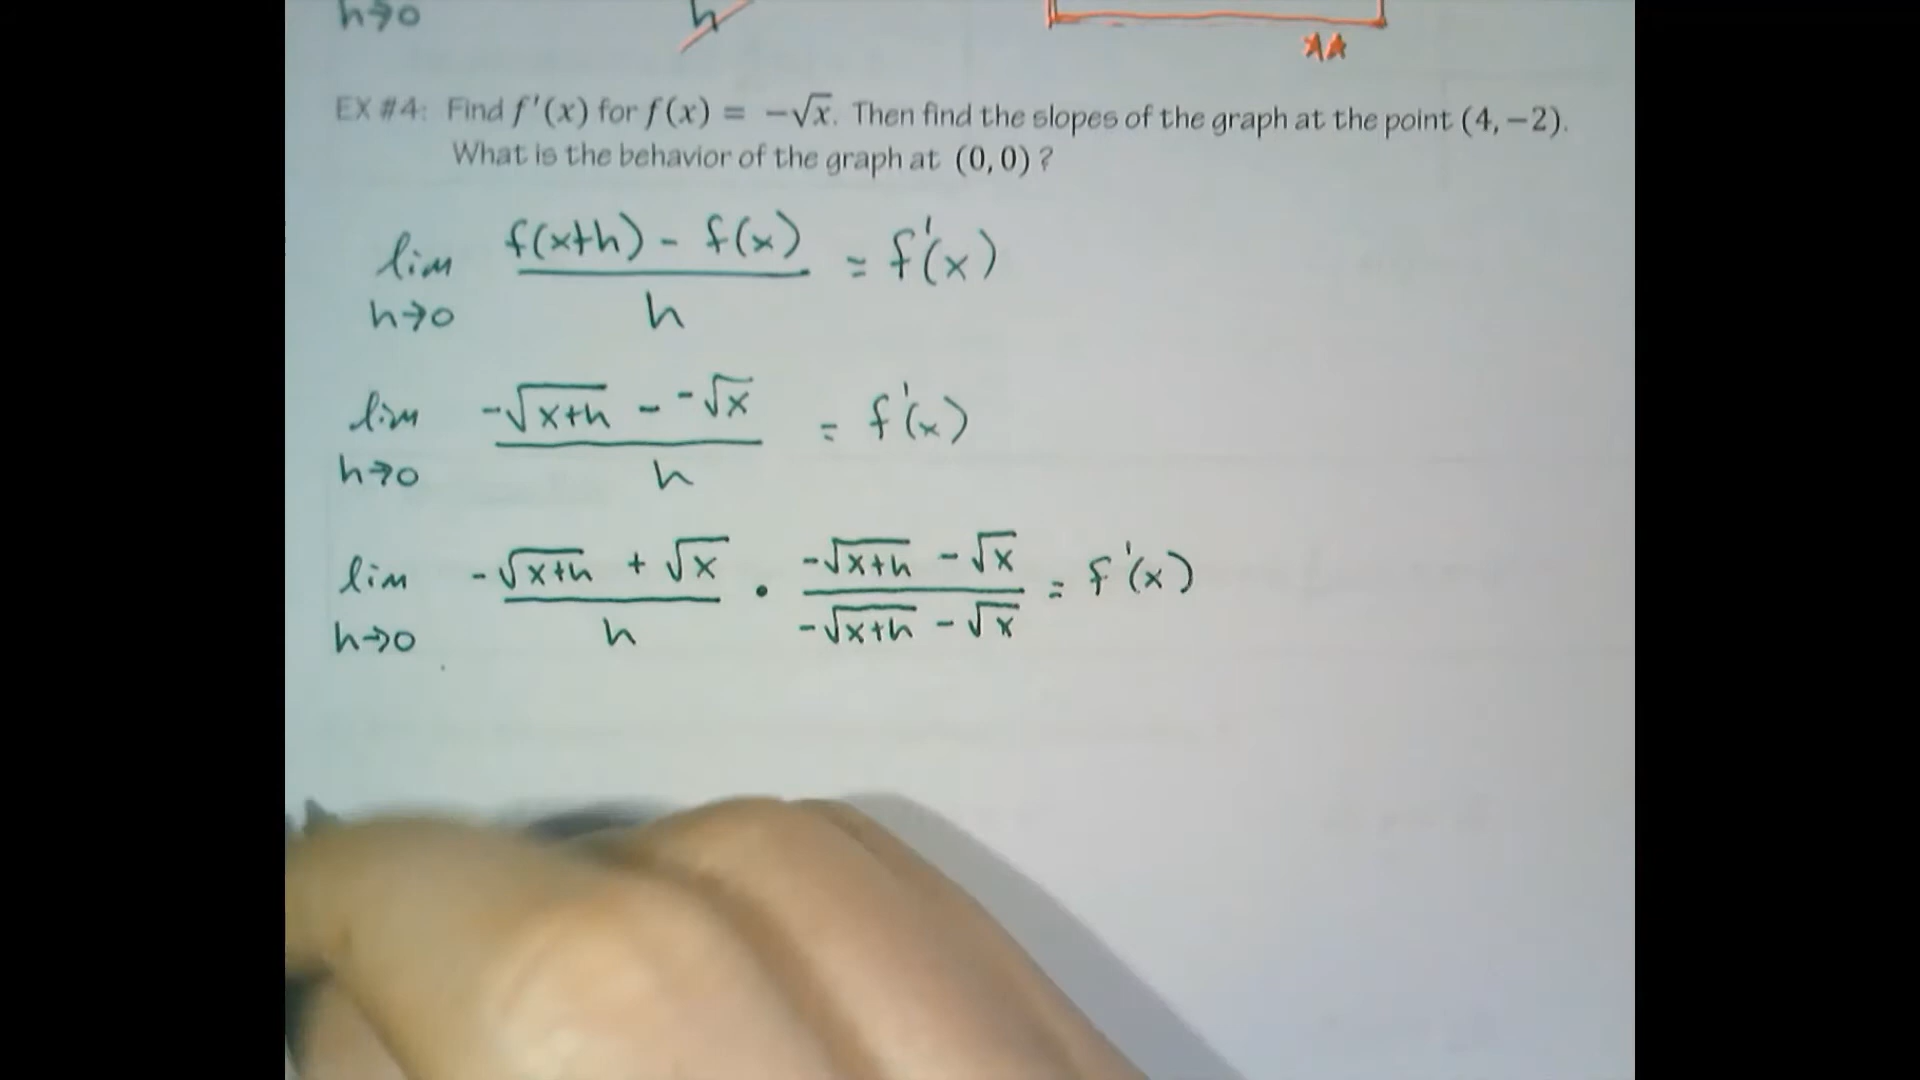 h→0 h
EX #4: Find f'(x) for f(x) = −√x. Then find the slopes of the graph at the point (4, −2).
What is the behavior of the graph at (0, 0) ?
lim h→0 f(x+h) - f(x) / h = f'(x)
lim h→0 -√x+h - -√x / h = f'(x)
lim h→0 -√x+h + √x / h · -√x+h - √x / -√x+h - √x = f'(x)